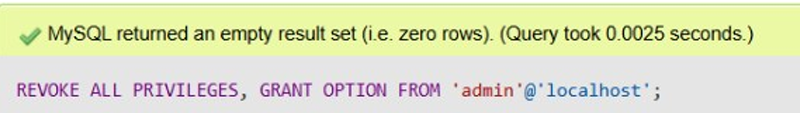 MySQL returned an empty result set (i.e. zero rows). (Query took 0.0025 seconds.)
REVOKE ALL PRIVILEGES, GRANT OPTION FROM 'admin'@'localhost';